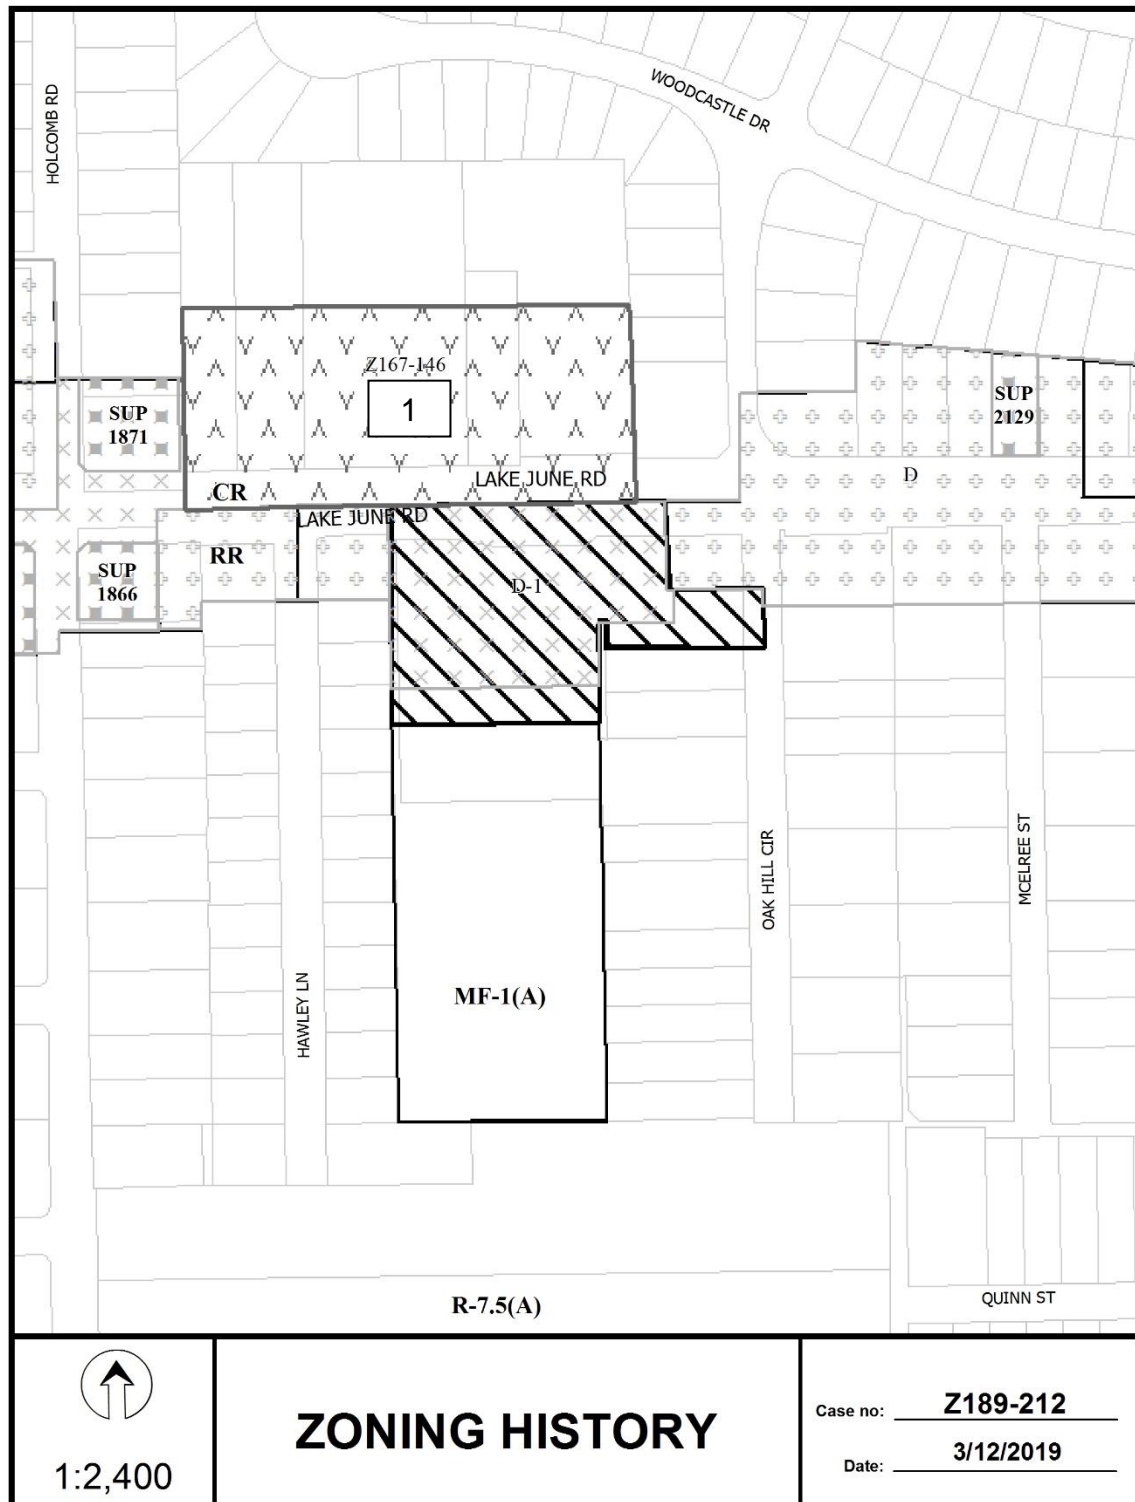 HOLCOMB RD
WOODCASTLE DR
Z167-146
1
SUP
1871
SUP
2129
D
CR
LAKE JUNE RD
LAKE JUNE RD
RR
SUP
1866
D-1
OAK HILL CIR
MCELREE ST
HAWLEY LN
MF-1(A)
R-7.5(A)
QUINN ST
1:2,400
ZONING HISTORY
Case no: Z189-212
Date: 3/12/2019